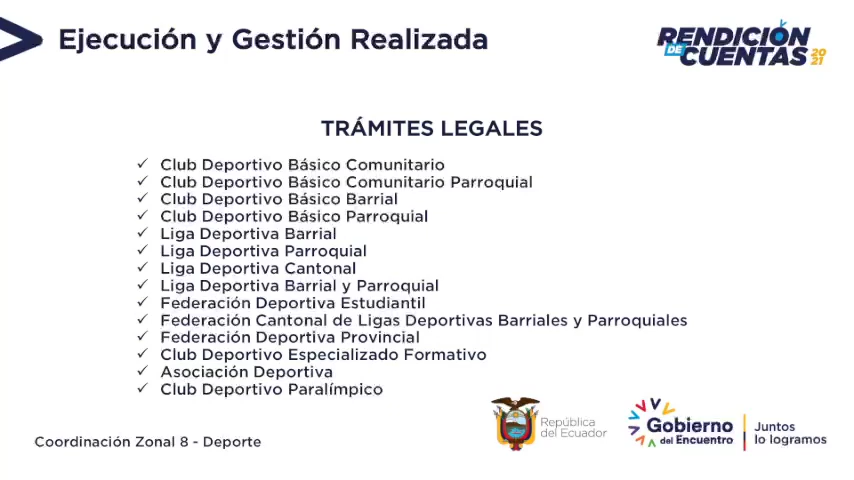 Ejecución y Gestión Realizada
RENDICIÓN
DE CUENTAS 2021
TRÁMITES LEGALES
✓ Club Deportivo Básico Comunitario
✓ Club Deportivo Básico Comunitario Parroquial
✓ Club Deportivo Básico Barrial
✓ Club Deportivo Básico Parroquial
✓ Liga Deportiva Barrial
✓ Liga Deportiva Parroquial
✓ Liga Deportiva Cantonal
✓ Liga Deportiva Barrial y Parroquial
✓ Federación Deportiva Estudiantil
✓ Federación Cantonal de Ligas Deportivas Barriales y Parroquiales
✓ Federación Deportiva Provincial
✓ Club Deportivo Especializado Formativo
✓ Asociación Deportiva
✓ Club Deportivo Paralímpico
Coordinación Zonal 8 - Deporte
República
del Ecuador
Gobierno
del Encuentro
Juntos
lo logramos